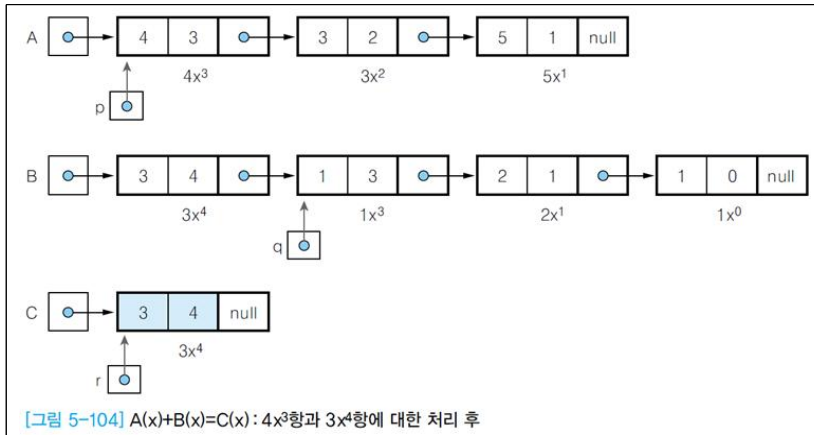 A 4 3 3 2 5 1 null
4x³ 3x² 5x¹
p
B 3 4 1 3 2 1 1 0 null
3x⁴ 1x³ 2x¹ 1x⁰
q
C 3 4 null
3x⁴
r
[그림 5-104] A(x)+B(x)=C(x) : 4x³항과 3x⁴항에 대한 처리 후